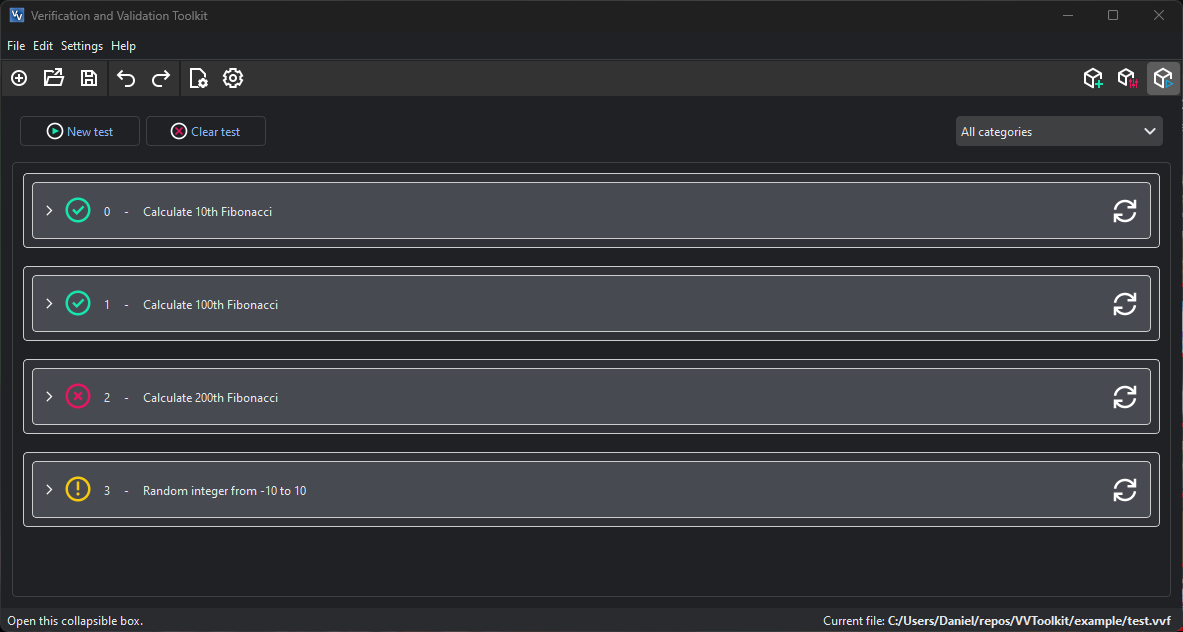 Verification and Validation Toolkit
File Edit Settings Help
New test Clear test All categories
0 - Calculate 10th Fibonacci
1 - Calculate 100th Fibonacci
2 - Calculate 200th Fibonacci
3 - Random integer from -10 to 10
Open this collapsible box. Current file: C:/Users/Daniel/repos/VVToolkit/example/test.vvf